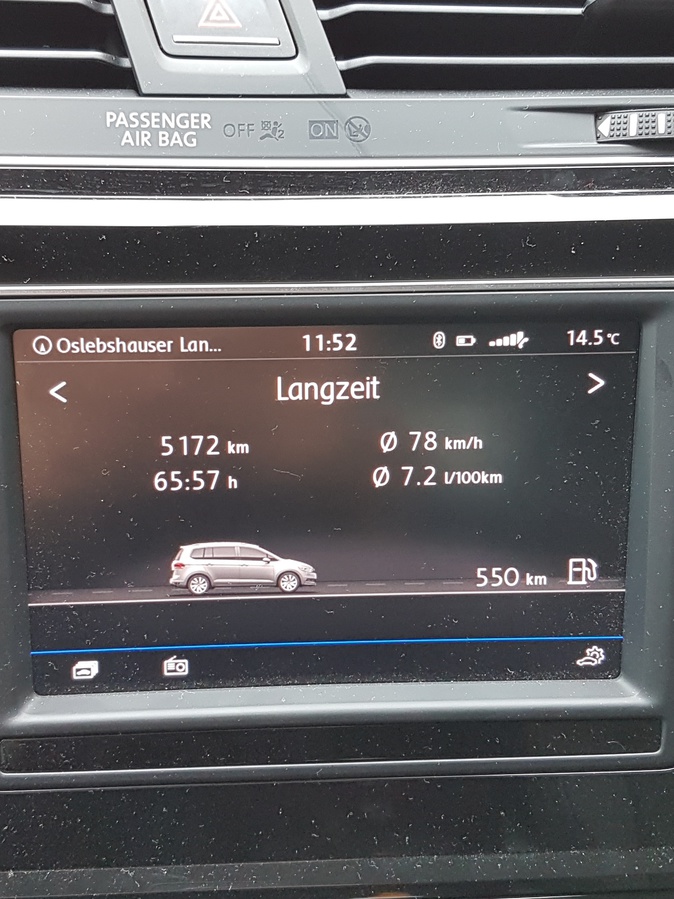 PASSENGER
AIR BAG
OFF 2 ON
Oslebshauser Lan... 11:52 14.5°C
Langzeit
5172 km Ø 78 km/h
65:57 h Ø 7.2 l/100km
550 km